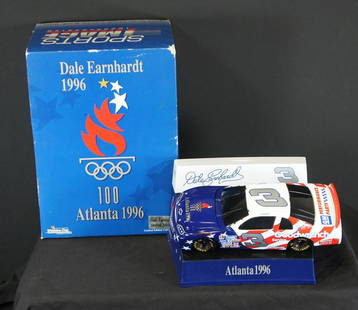 SPORTS
IMAGE
Dale Earnhardt
1996
100
Atlanta 1996
Dale Earnhardt
3
3
Goodwrench
Atlanta 1996